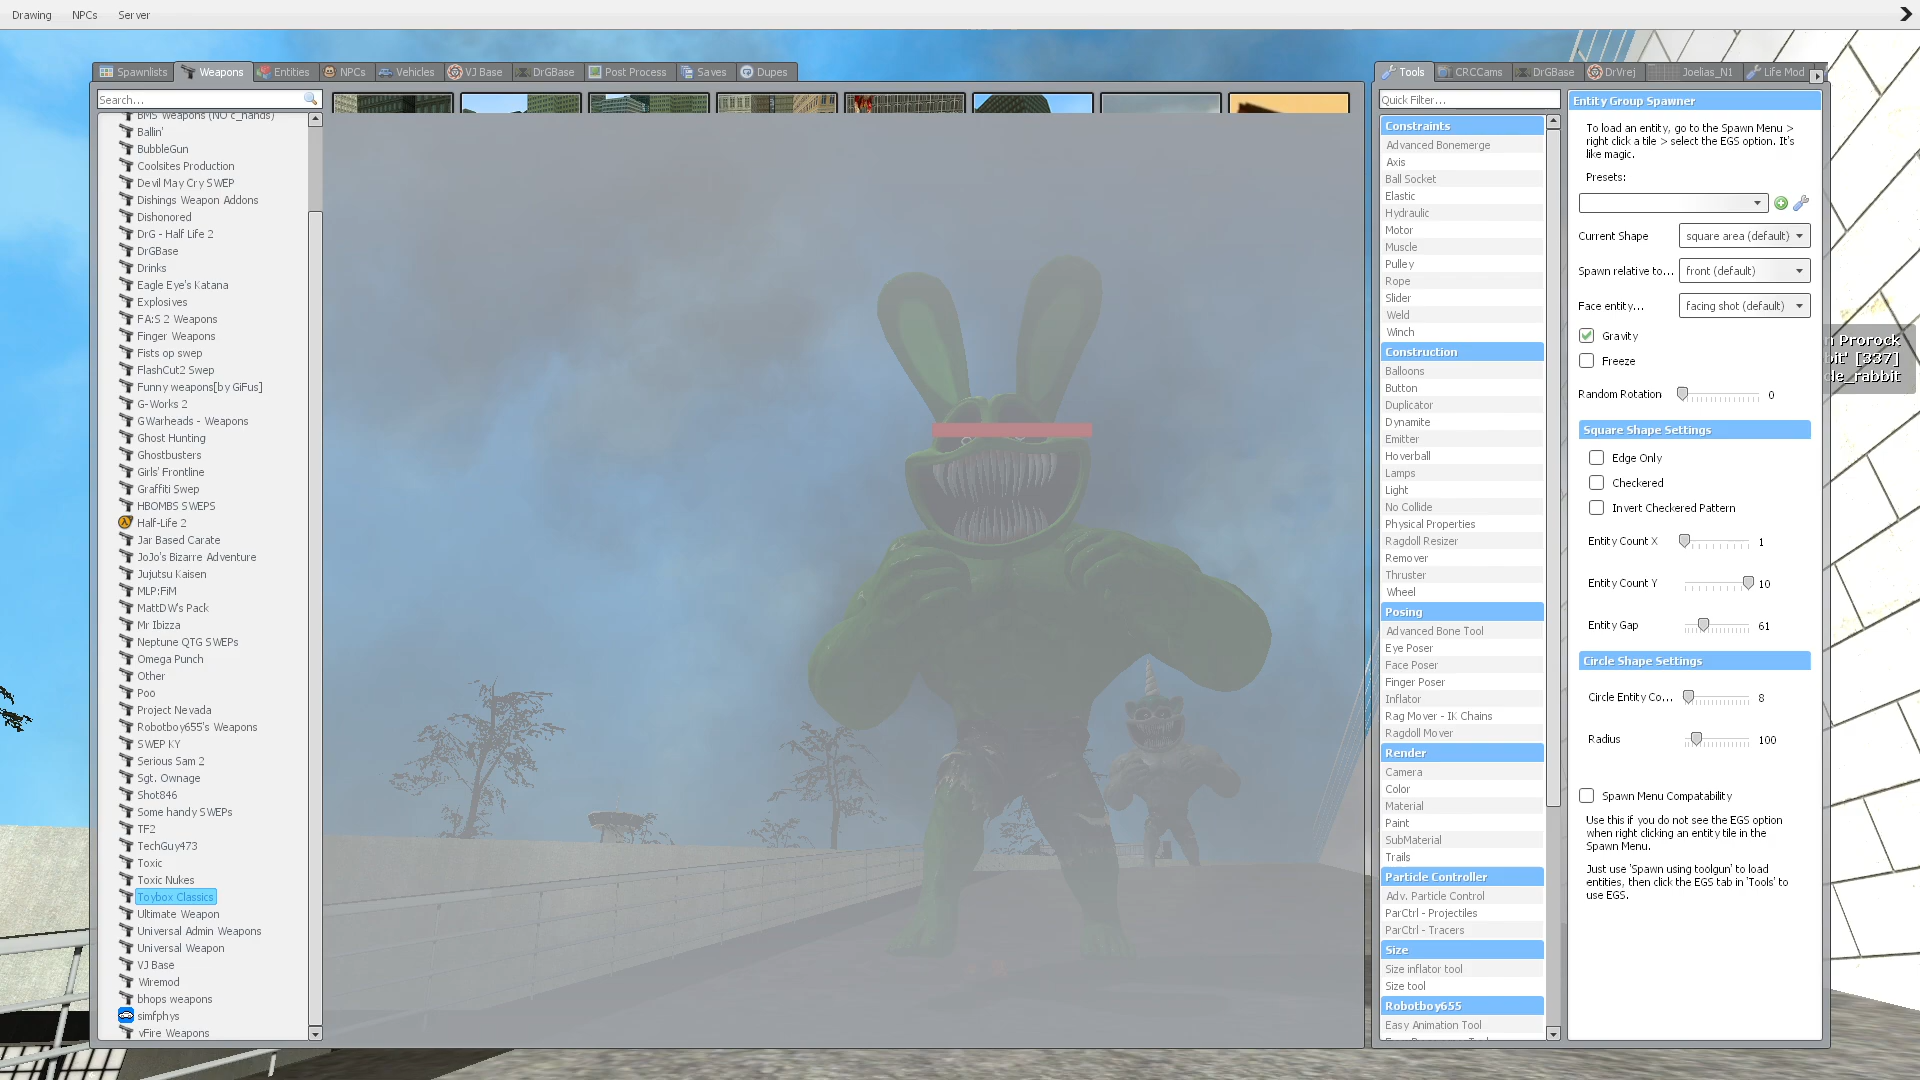 Drawing NPCs Server
Spawnlists Weapons Entities NPCs Vehicles VJ Base DrGBase Post Process Saves Dupes
Search...
BMS Weapons (NO c_hands)
Ballin'
BubbleGun
Coolsites Production
Devil May Cry SWEP
Dishings Weapon Addons
Dishonored
DrG - Half Life 2
DrGBase
Drinks
Eagle Eye's Katana
Explosives
FA:S 2 Weapons
Finger Weapons
Fists op swep
FlashCut2 Swep
Funny weapons[by GiFus]
G-Works 2
GWarheads - Weapons
Ghost Hunting
Ghostbusters
Girls' Frontline
Graffiti Swep
HBOMBS SWEPS
Half-Life 2
Jar Based Carate
JoJo's Bizarre Adventure
Jujutsu Kaisen
MLP:FiM
MattDW's Pack
Mr Ibizza
Neptune QTG SWEPs
Omega Punch
Other
Poo
Project Nevada
Robotboy655's Weapons
SWEP KY
Serious Sam 2
Sgt. Ownage
Shot846
Some handy SWEPs
TF2
TechGuy473
Toxic
Toxic Nukes
Toybox Classics
Ultimate Weapon
Universal Admin Weapons
Universal Weapon
VJ Base
Wiremod
bhops weapons
simfphys
vFire Weapons
Tools CRCCams DrGBase DrVrej Joelias_N1 Life Mod
Quick Filter...
Constraints
Advanced Bonemerge
Axis
Ball Socket
Elastic
Hydraulic
Motor
Muscle
Pulley
Rope
Slider
Weld
Winch
Construction
Balloons
Button
Duplicator
Dynamite
Emitter
Hoverball
Lamps
Light
No Collide
Physical Properties
Ragdoll Resizer
Remover
Thruster
Wheel
Posing
Advanced Bone Tool
Eye Poser
Face Poser
Finger Poser
Inflator
Rag Mover - IK Chains
Ragdoll Mover
Render
Camera
Color
Material
Paint
SubMaterial
Trails
Particle Controller
Adv. Particle Control
ParCtrl - Projectiles
ParCtrl - Tracers
Size
Size inflator tool
Size tool
Robotboy655
Easy Animation Tool
Entity Group Spawner
To load an entity, go to the Spawn Menu >
right click a tile > select the EGS option. It's
like magic.
Presets:
Current Shape square area (default)
Spawn relative to... front (default)
Face entity... facing shot (default)
Gravity
Freeze
Random Rotation 0
Square Shape Settings
Edge Only
Checkered
Invert Checkered Pattern
Entity Count X 1
Entity Count Y 10
Entity Gap 61
Circle Shape Settings
Circle Entity Co... 8
Radius 100
Spawn Menu Compatability
Use this if you do not see the EGS option
when right clicking an entity tile in the
Spawn Menu.
Just use 'Spawn using toolgun' to load
entities, then click the EGS tab in 'Tools' to
use EGS.
Prorock
bit' [337]
de_rabbit